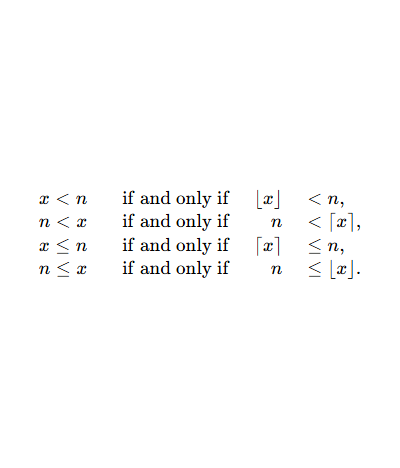 x < n if and only if ⌊x⌋ < n,
n < x if and only if n < ⌈x⌉,
x ≤ n if and only if ⌈x⌉ ≤ n,
n ≤ x if and only if n ≤ ⌊x⌋.